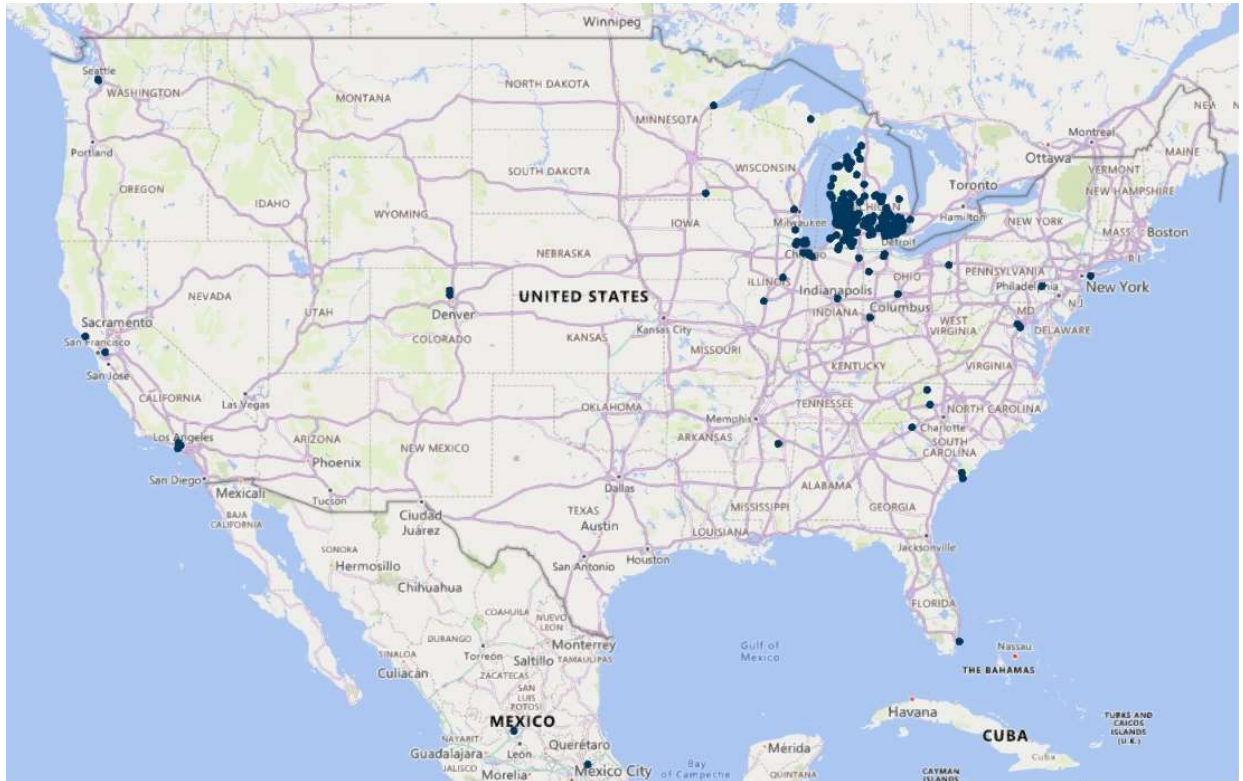 Winnipeg
Seattle
WASHINGTON
NORTH DAKOTA
MONTANA
MINNESOTA
Montreal
NEW
N
Portland
Ottawa
MAINE
WISCONSIN
VERMONT
SOUTH DAKOTA
Toronto
OREGON
IDAHO
NEW HAMPSHIRE
WYOMING
Hamilton
NEW YORK
IOWA
Milwaukee
MASS
Boston
Detroit
R.I.
Chicago
NEBRASKA
OHIO
PENNSYLVANIA
NEVADA
UNITED STATES
ILLINOIS
Indianapolis
Philadelphia
New York
UTAH
Denver
INDIANA
Columbus
N.J.
Sacramento
Kansas City
MD
San Francisco
COLORADO
KANSAS
WEST
VIRGINIA
DELAWARE
MISSOURI
San Jose
KENTUCKY
VIRGINIA
CALIFORNIA
Las Vegas
OKLAHOMA
TENNESSEE
NORTH CAROLINA
Memphis
Charlotte
Los Angeles
ARIZONA
NEW MEXICO
ARKANSAS
SOUTH
CAROLINA
Phoenix
San Diego
Mexicali
Tucson
Dallas
ALABAMA
BAJA
CALIFORNIA
Ciudad
Juárez
TEXAS
MISSISSIPPI
GEORGIA
Austin
LOUISIANA
SONORA
Jacksonville
Hermosillo
San Antonio
Houston
Chihuahua
COAHUILA
NUEVO
LEON
FLORIDA
DURANGO
Monterrey
Gulf of
Mexico
SINALOA
Torreón
Saltillo
TAMAULIPAS
Nassau
Culiacán
ZACATECAS
THE BAHAMAS
SAN
LUIS
POTOSI
MEXICO
Havana
TURKS AND
CAICOS
ISLANDS
(U.K.)
CUBA
NAYARIT
León
Querétaro
Mérida
Cuba
Guadalajara
JALISCO
Morelia
Mexico City
Bay
of Campeche
QUINTANA
CAYMAN
ISLANDS